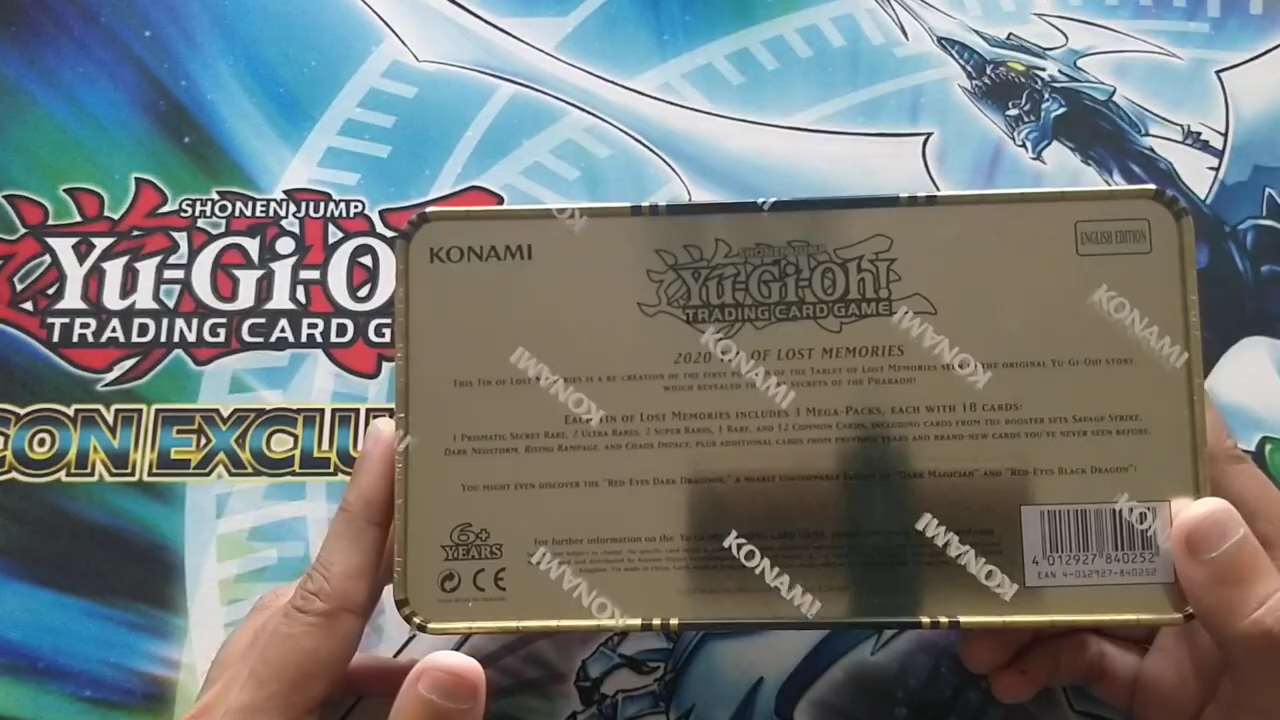 SHONEN JUMP
Yu-Gi-O
TRADING CARD G
CON EXCLU
KONAMI
ENGLISH EDITION
SHONEN JUMP
Yu-Gi-Oh!
TRADING CARD GAME
2020 OF LOST MEMORIES
This Tin of Lost Memories is a re-creation of the first of the Tablet of Lost Memories seen the original Yu-Gi-Oh! story,
which revealed the secrets of the Pharaoh!
Each Tin of Lost Memories includes 3 Mega-Packs, each with 18 cards:
1 Prismatic Secret Rare, 2 Ultra Rares, 2 Super Rares, 1 Rare, and 12 Common Cards, including cards from the booster sets Savage Strike,
Dark Neostorm, Rising Rampage, and Chaos Impact, plus additional cards from previous years and brand-new cards you've never seen before.
You might even discover the "Red-Eyes Dark Dragoon," a nearly unstoppable "Dark Magician" and "Red-Eyes Black Dragon"!
6+
YEARS
For further information on the
CE
4 012927 840252
EAN 4-012927-840252
KONAMI
KONAMI
KONAMI
KONAMI
KONAMI
KONAMI
KONAMI